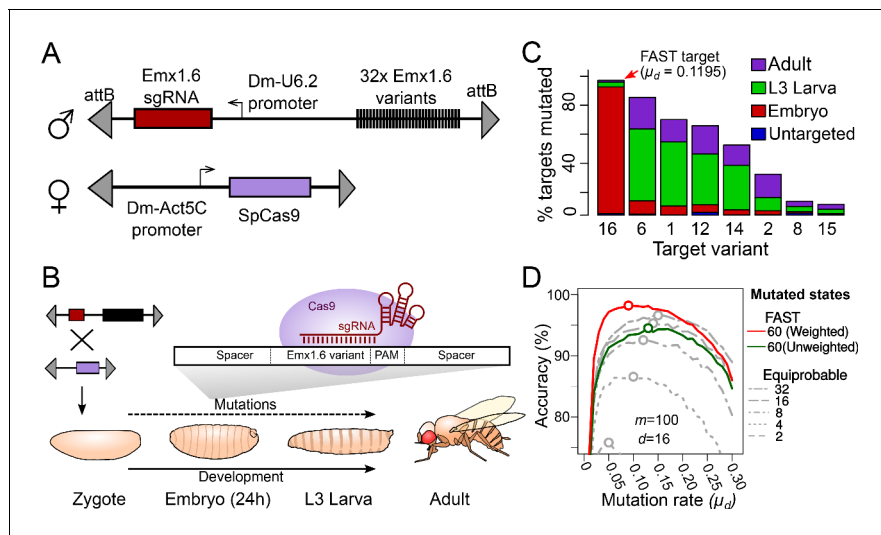 A
attB
Emx1.6
sgRNA
Dm-U6.2
promoter
32x Emx1.6
variants
attB
♂
♀
Dm-Act5C
promoter
SpCas9
B
Cas9
sgRNA
Spacer
Emx1.6 variant
PAM
Spacer
Mutations
Development
Zygote
Embryo (24h)
L3 Larva
Adult
C
FAST target
(μd = 0.1195)
Adult
L3 Larva
Embryo
Untargeted
% targets mutated
80
40
0
16 6 1 12 14 2 8 15
Target variant
D
Accuracy (%)
100
90
80
m=100
d=16
0
0.05
0.10
0.15
0.20
0.25
0.30
Mutation rate (μd)
Mutated states
FAST
60 (Weighted)
60(Unweighted)
Equiprobable
32
16
8
4
2